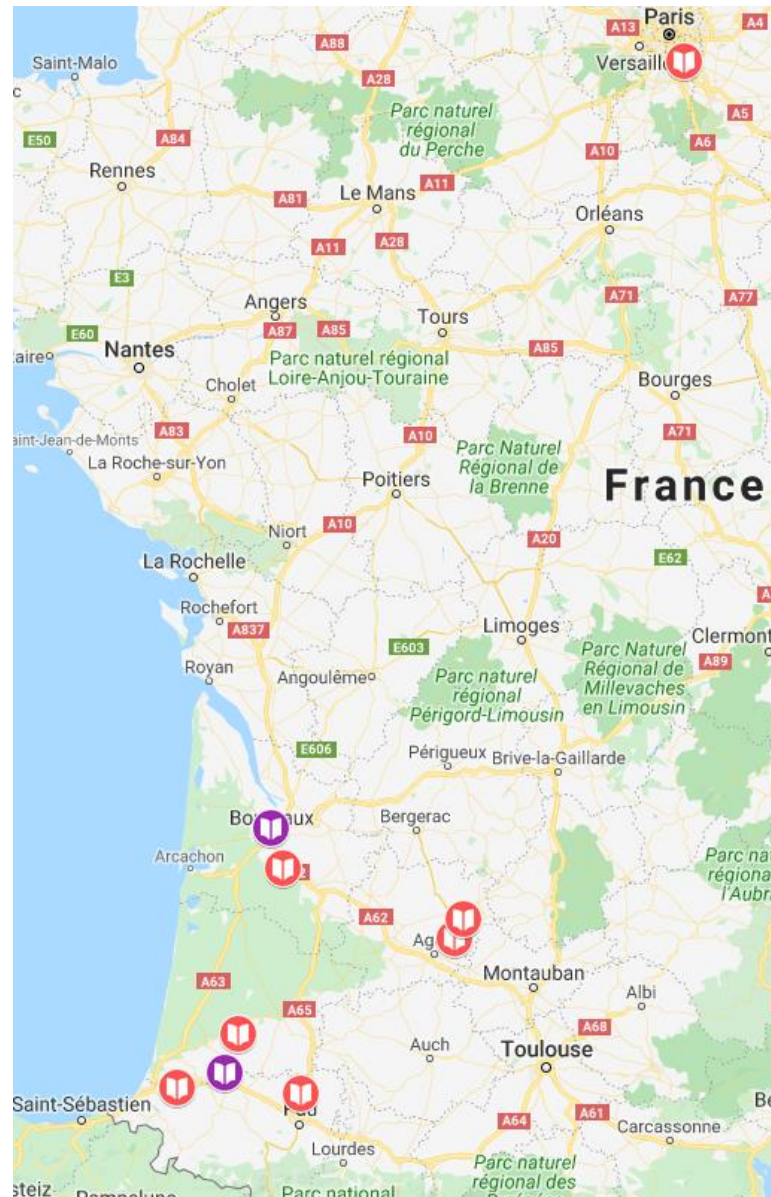 Paris
A13
A4
A88
Saint-Malo
A28
Parc naturel
régional
du Perche
A5
E50
A84
A6
A10
Rennes
A81
A11
Le Mans
Orléans
A28
A11
E3
A71
A77
Angers
Tours
E60
A87
A85
Nantes
Parc naturel régional
Loire-Anjou-Touraine
A85
Cholet
Bourges
A83
A10
A71
La Roche-sur-Yon
Parc Naturel
Régional de
la Brenne
Poitiers
France
Niort
A10
A20
La Rochelle
E62
Rochefort
A837
Limoges
E603
Parc Naturel
Régional de
Millevaches
en Limousin
A89
Royan
Angoulême
Parc naturel
régional
Périgord-Limousin
E606
Périgueux
Brive-la-Gaillarde
Bergerac
Arcachon
A62
Montauban
A63
A65
Albi
A68
Auch
Toulouse
Saint-Sébastien
A64
A61
Carcassonne
Lourdes
Parc naturel
régional des
Parc national